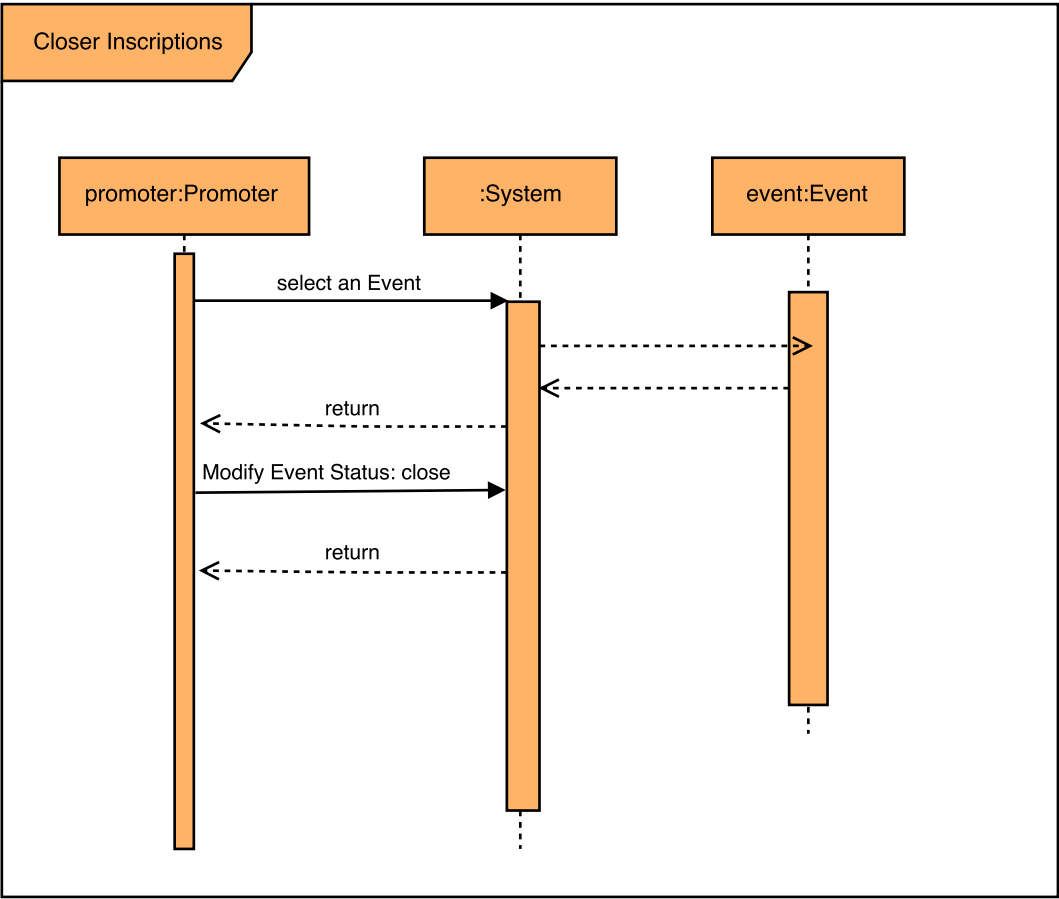 Closer Inscriptions
promoter:Promoter
:System
event:Event
select an Event
return
Modify Event Status: close
return